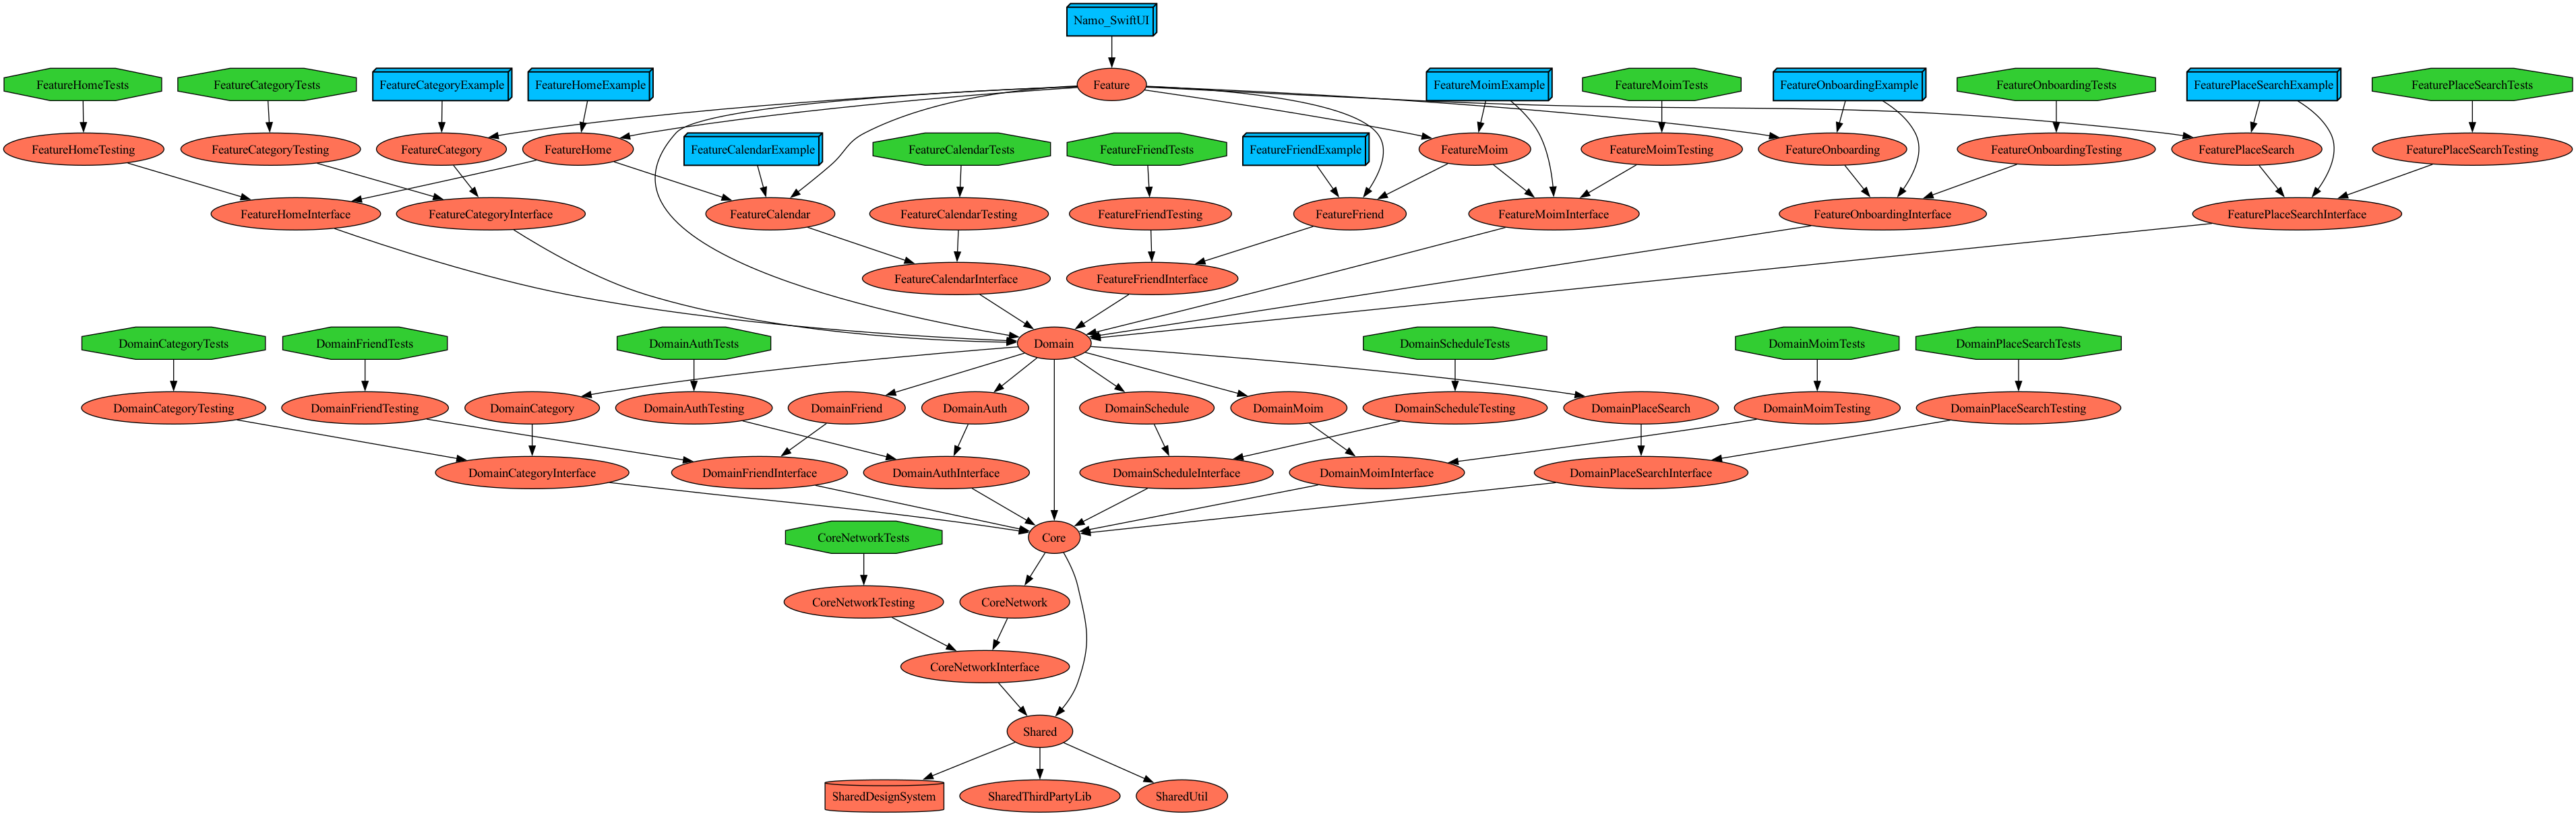 Namo_SwiftUI
FeatureHomeTests
FeatureCategoryTests
FeatureCategoryExample
FeatureHomeExample
Feature
FeatureMoimExample
FeatureMoimTests
FeatureOnboardingExample
FeatureOnboardingTests
FeaturePlaceSearchExample
FeaturePlaceSearchTests
FeatureHomeTesting
FeatureCategoryTesting
FeatureCategory
FeatureHome
FeatureCalendarExample
FeatureCalendarTests
FeatureFriendTests
FeatureFriendExample
FeatureMoim
FeatureMoimTesting
FeatureOnboarding
FeatureOnboardingTesting
FeaturePlaceSearch
FeaturePlaceSearchTesting
FeatureHomeInterface
FeatureCategoryInterface
FeatureCalendar
FeatureCalendarTesting
FeatureFriendTesting
FeatureFriend
FeatureMoimInterface
FeatureOnboardingInterface
FeaturePlaceSearchInterface
FeatureCalendarInterface
FeatureFriendInterface
DomainCategoryTests
DomainFriendTests
DomainAuthTests
Domain
DomainScheduleTests
DomainMoimTests
DomainPlaceSearchTests
DomainCategoryTesting
DomainFriendTesting
DomainCategory
DomainAuthTesting
DomainFriend
DomainAuth
DomainSchedule
DomainMoim
DomainScheduleTesting
DomainPlaceSearch
DomainMoimTesting
DomainPlaceSearchTesting
DomainCategoryInterface
DomainFriendInterface
DomainAuthInterface
DomainScheduleInterface
DomainMoimInterface
DomainPlaceSearchInterface
CoreNetworkTests
Core
CoreNetworkTesting
CoreNetwork
CoreNetworkInterface
Shared
SharedDesignSystem
SharedThirdPartyLib
SharedUtil